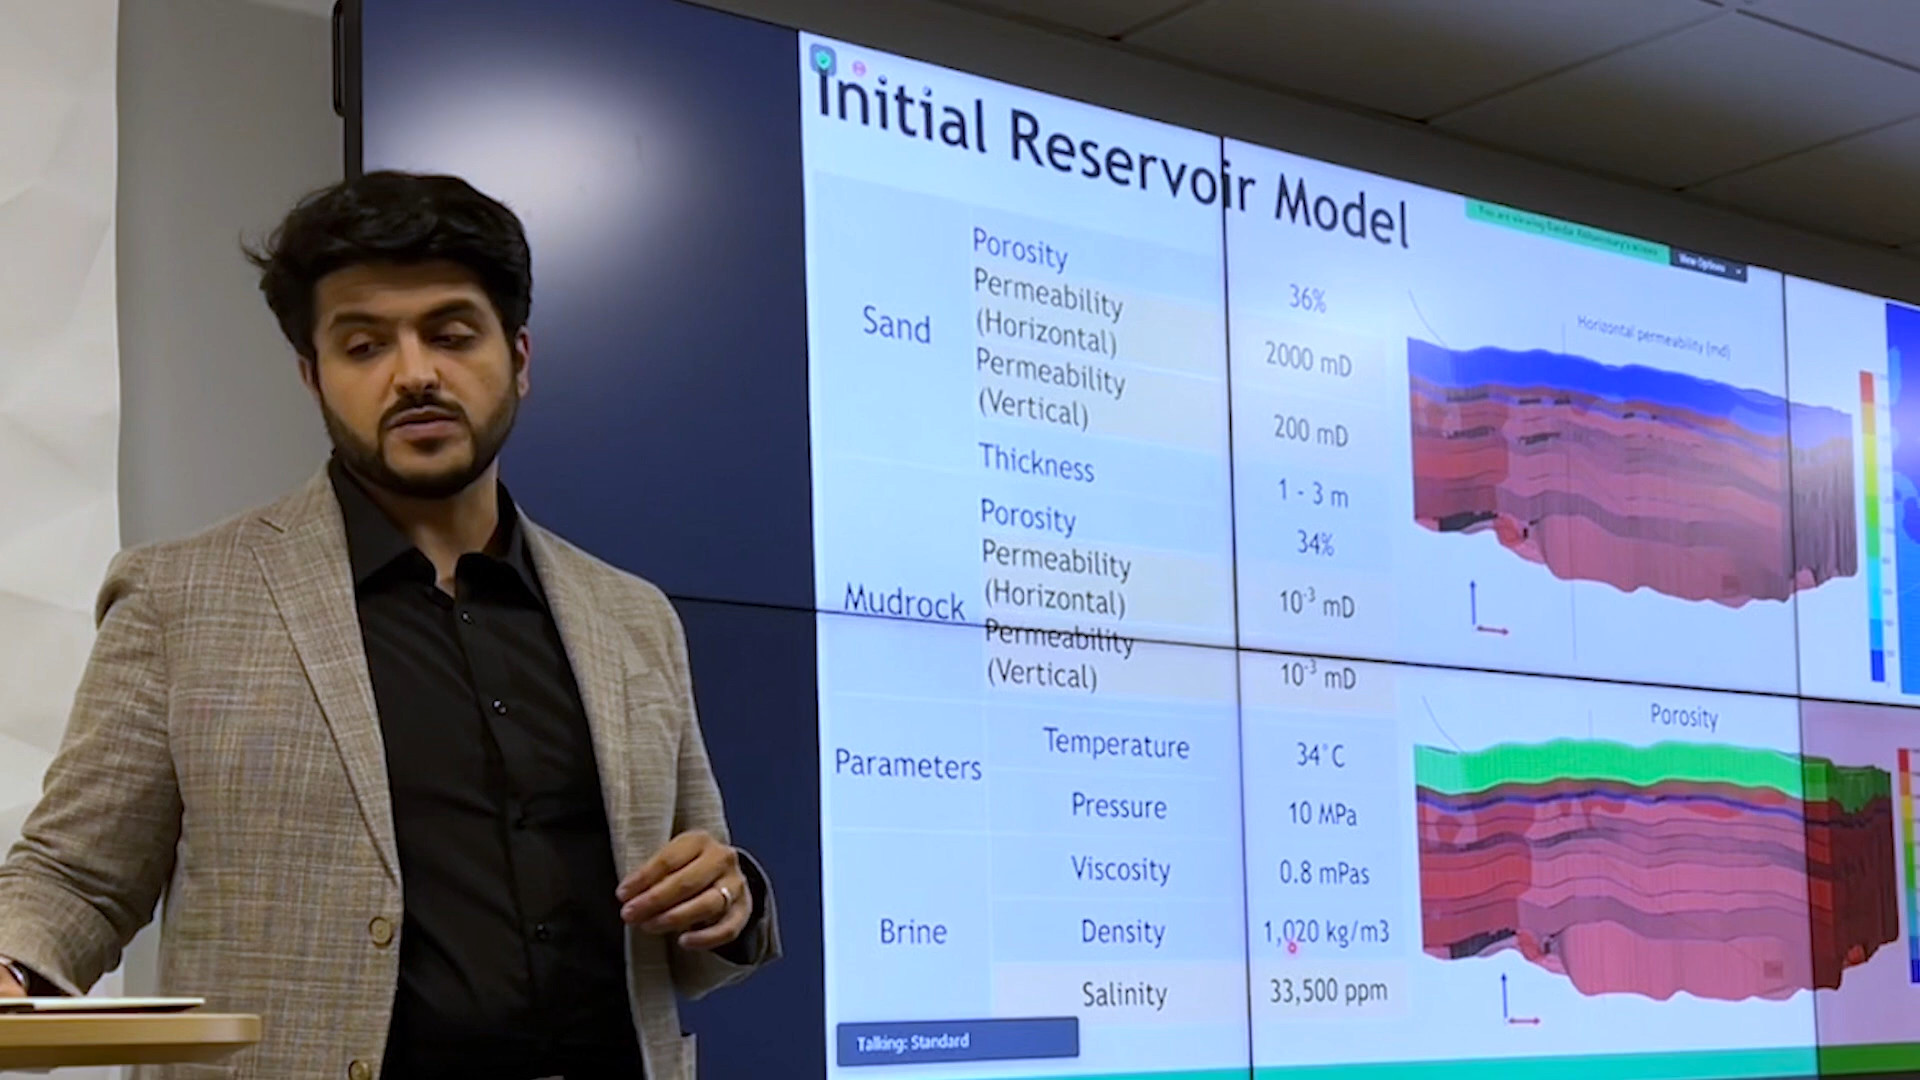 Initial Reservoir Model
View Options
Sand
Porosity
36%
Permeability
(Horizontal)
2000 mD
Permeability
(Vertical)
200 mD
Thickness
1 - 3 m
Mudrock
Porosity
34%
Permeability
(Horizontal)
10⁻³ mD
Permeability
(Vertical)
10⁻³ mD
Parameters
Temperature
34°C
Pressure
10 MPa
Brine
Viscosity
0.8 mPas
Density
1,020 kg/m3
Salinity
33,500 ppm
Horizontal permeability (md)
Porosity
Talking: Standard